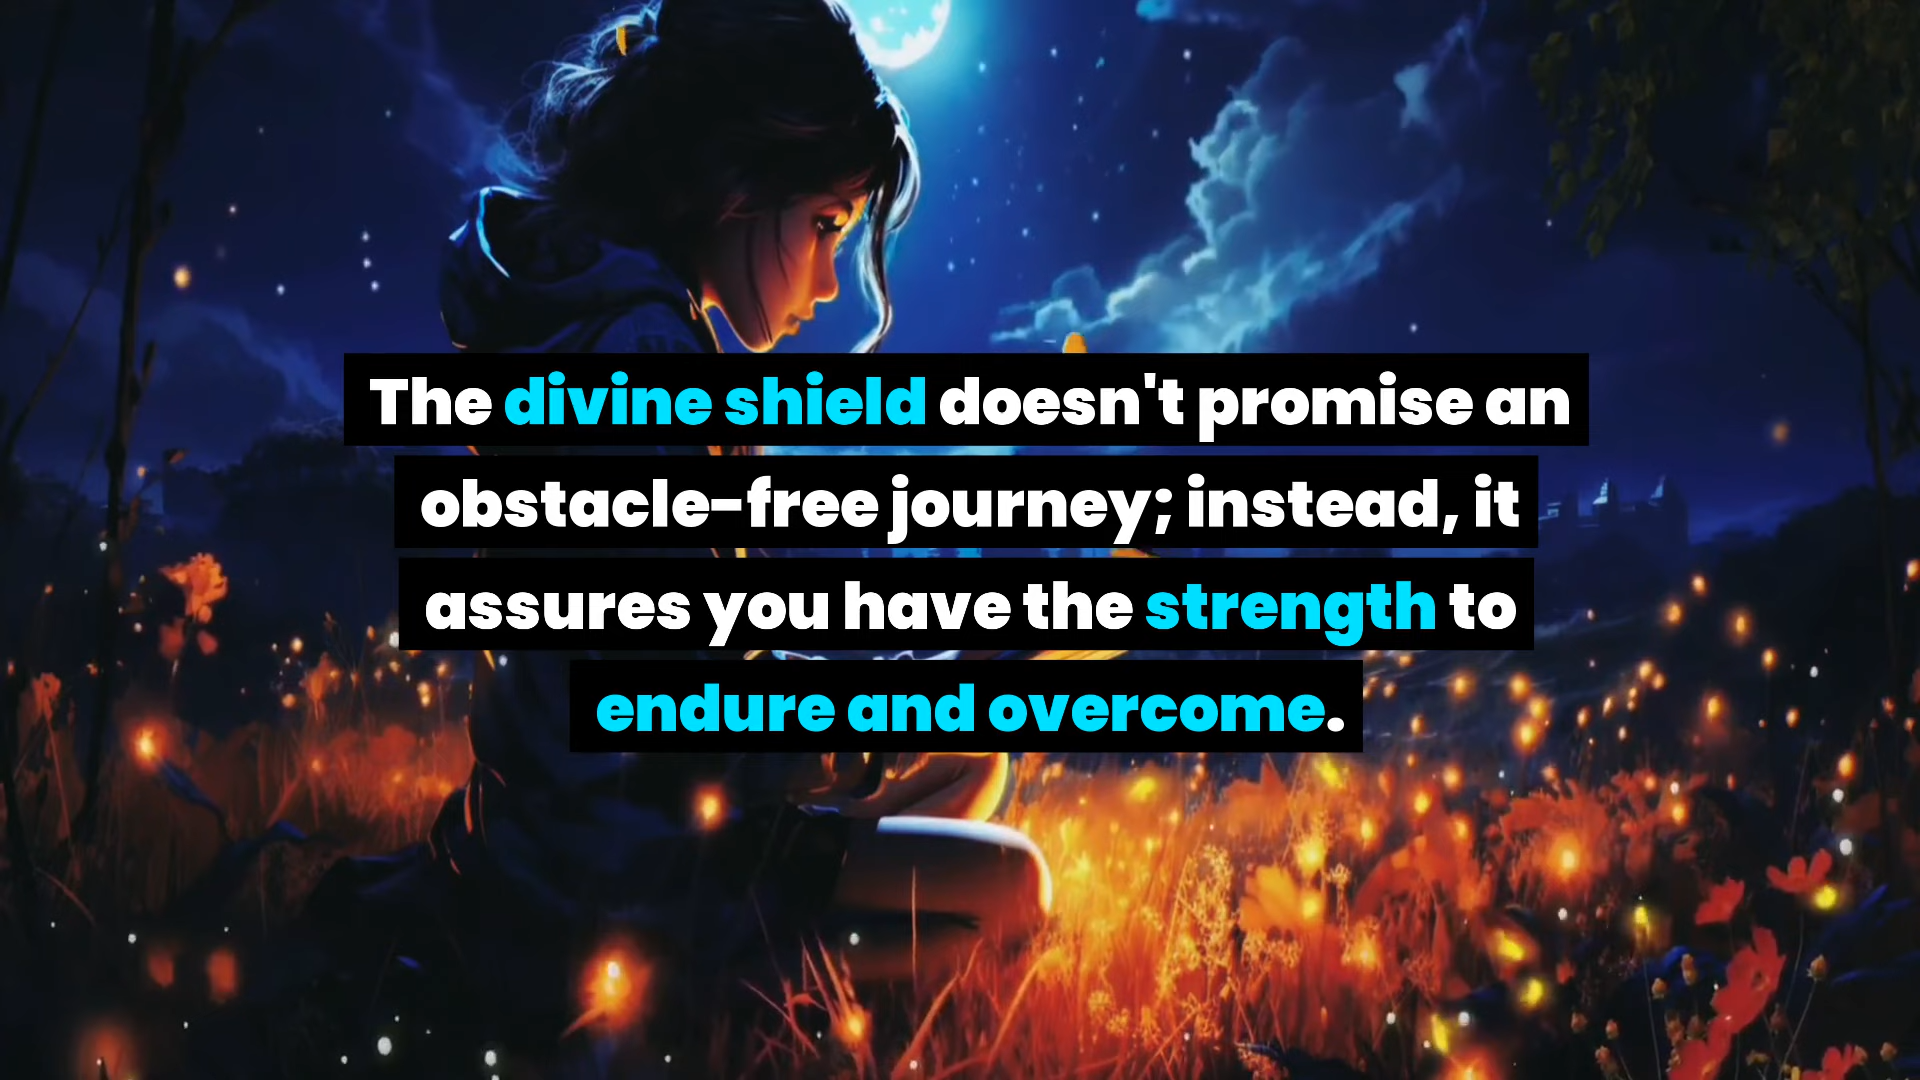 The divine shield doesn't promise an
obstacle-free journey; instead, it
assures you have the strength to
endure and overcome.